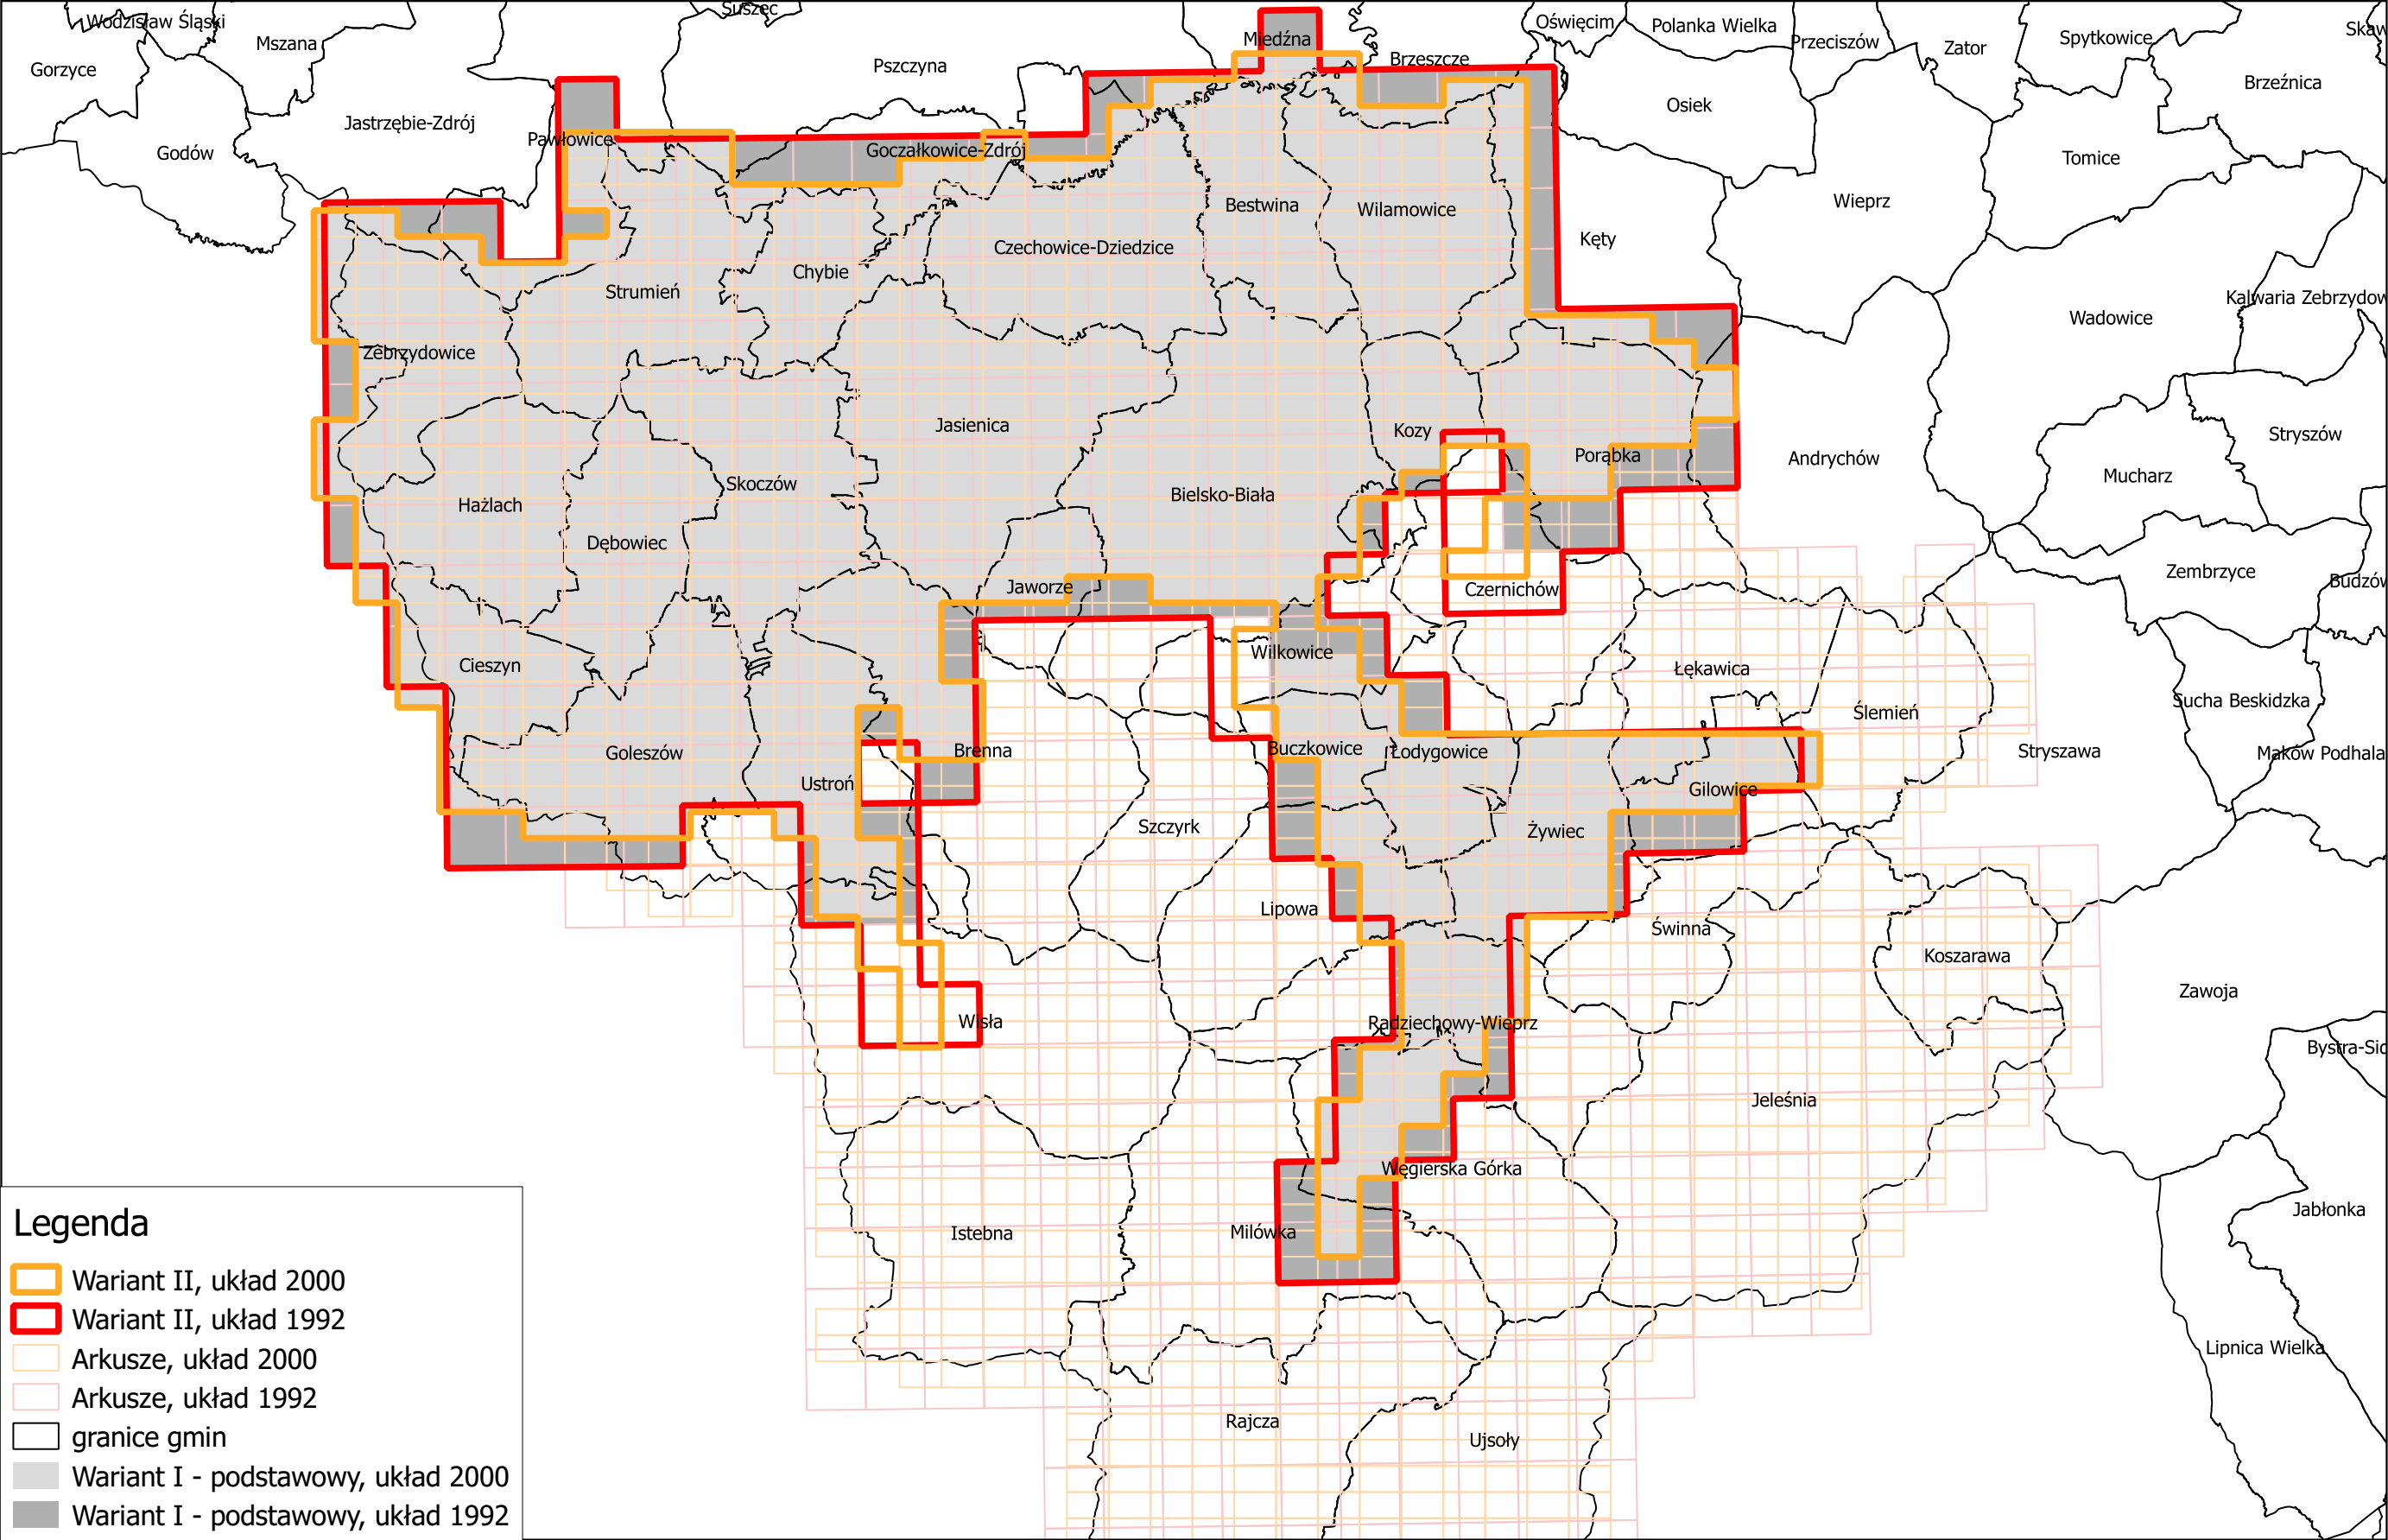 Wodzisław Śląski
Suszec
Mszana
Gorzyce
Pszczyna
Miedźna
Brzeszcze
Oświęcim
Polanka Wielka
Przeciszów
Zator
Spytkowice
Brzeźnica
Osiek
Jastrzębie-Zdrój
Godów
Pawłowice
Goczałkowice-Zdrój
Tomice
Wieprz
Bestwina
Wilamowice
Kęty
Czechowice-Dziedzice
Chybie
Strumień
Kalwaria Zebrzydow
Wadowice
Zebrzydowice
Jasienica
Kozy
Porąbka
Andrychów
Stryszów
Mucharz
Skoczów
Hażlach
Bielsko-Biała
Dębowiec
Jaworze
Czernichów
Zembrzyce
Budzów
Cieszyn
Wilkowice
Łękawica
Ślemień
Sucha Beskidzka
Goleszów
Brenna
Buczkowice
Łodygowice
Stryszawa
Maków Podhala
Ustroń
Gilowice
Szczyrk
Żywiec
Lipowa
Świnna
Koszarawa
Zawoja
Wisła
Radziechowy-Wieprz
Bystra-Sid
Jeleśnia
Węgierska Górka
Istebna
Milówka
Jabłonka
Lipnica Wielka
Rajcza
Ujsoły
Legenda
Wariant II, układ 2000
Wariant II, układ 1992
Arkusze, układ 2000
Arkusze, układ 1992
granice gmin
Wariant I - podstawowy, układ 2000
Wariant I - podstawowy, układ 1992